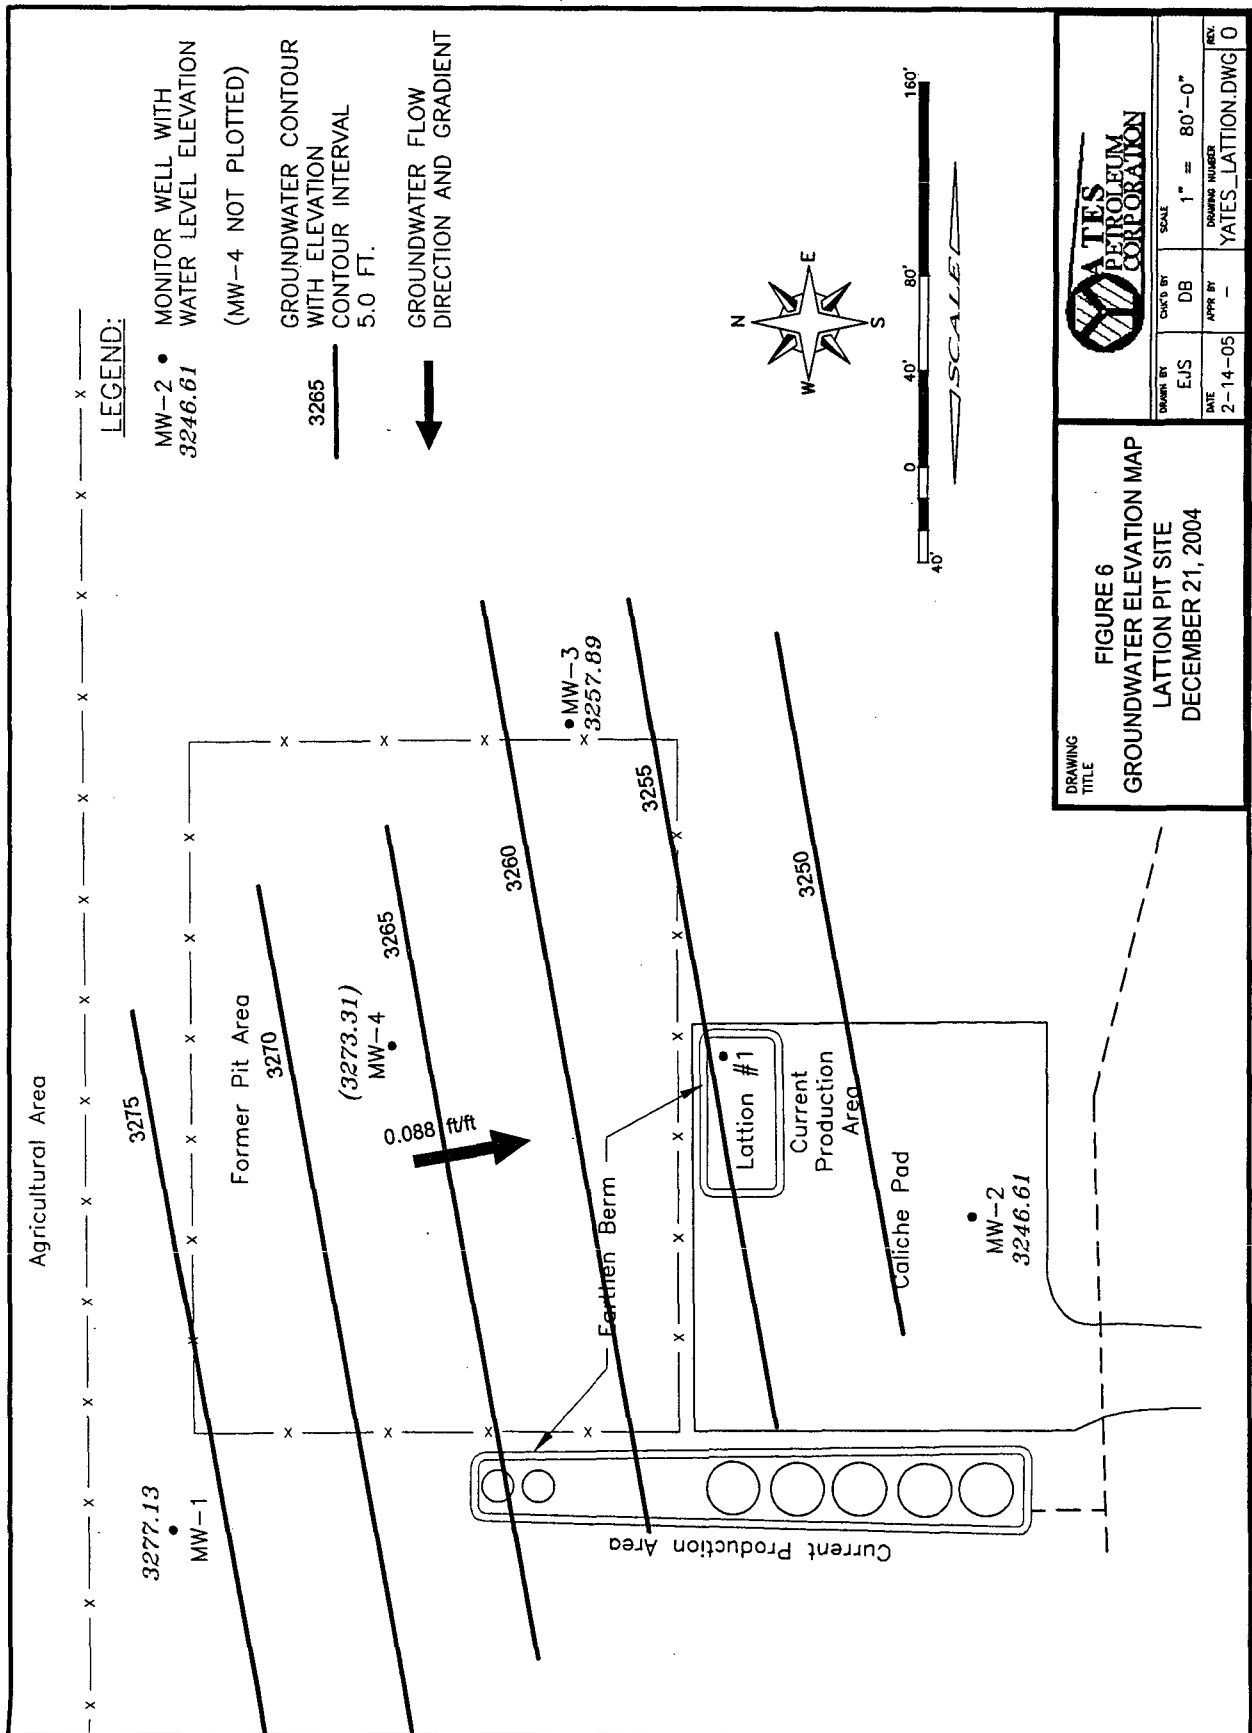 Agricultural Area
LEGEND:
MW-2
3246.61
MONITOR WELL WITH
WATER LEVEL ELEVATION
(MW-4 NOT PLOTTED)
3265
GROUNDWATER CONTOUR
WITH ELEVATION
CONTOUR INTERVAL
5.0 FT.
GROUNDWATER FLOW
DIRECTION AND GRADIENT
3277.13
MW-1
3275
Former Pit Area
3270
(3273.31)
MW-4
3265
0.088 ft/ft
3260
MW-3
3257.89
Earthen Berm
3255
Lattion #1
Current
Production
Area
3250
Caliche Pad
MW-2
3246.61
Current Production Area
N
E
S
W
40'
0
40'
80'
160'
SCALE
DRAWING
TITLE
FIGURE 6
GROUNDWATER ELEVATION MAP
LATTION PIT SITE
DECEMBER 21, 2004
YATES
PETROLEUM
CORPORATION
DRAWN BY
EJS
CHK'D BY
DB
SCALE
1" = 80'-0"
DATE
2-14-05
APPR BY
-
DRAWING NUMBER
YATES_LATTION.DWG
REV.
0